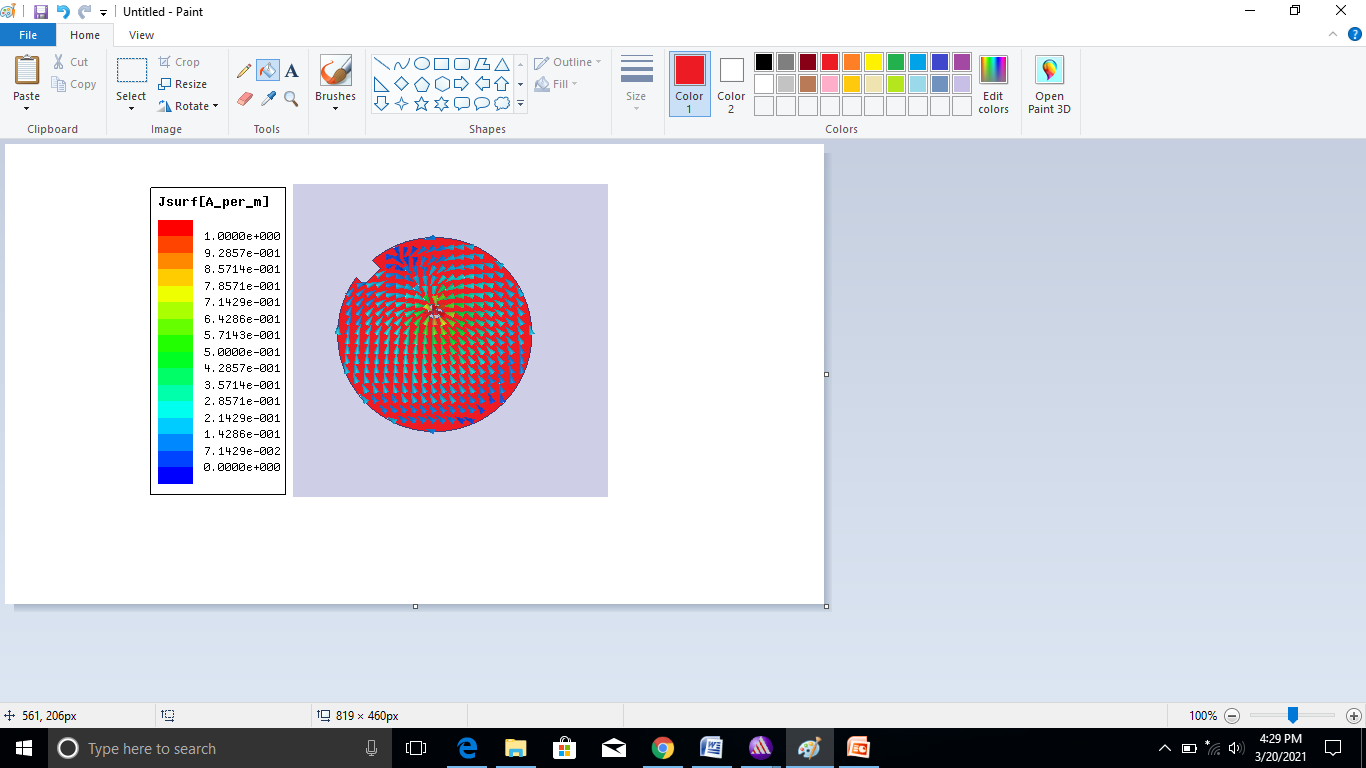 Untitled - Paint
File
Home
View
Paste
Cut
Copy
Clipboard
Select
Crop
Resize
Rotate
Image
A
Tools
Brushes
Outline
Fill
Shapes
Size
Color 1
Color 2
Edit colors
Colors
Open Paint 3D
Jsurf[A_per_m]
1.0000e+000
9.2857e-001
8.5714e-001
7.8571e-001
7.1429e-001
6.4286e-001
5.7143e-001
5.0000e-001
4.2857e-001
3.5714e-001
2.8571e-001
2.1429e-001
1.4286e-001
7.1429e-002
0.0000e+000
561, 206px
819 × 460px
100%
Type here to search
4:29 PM
3/20/2021